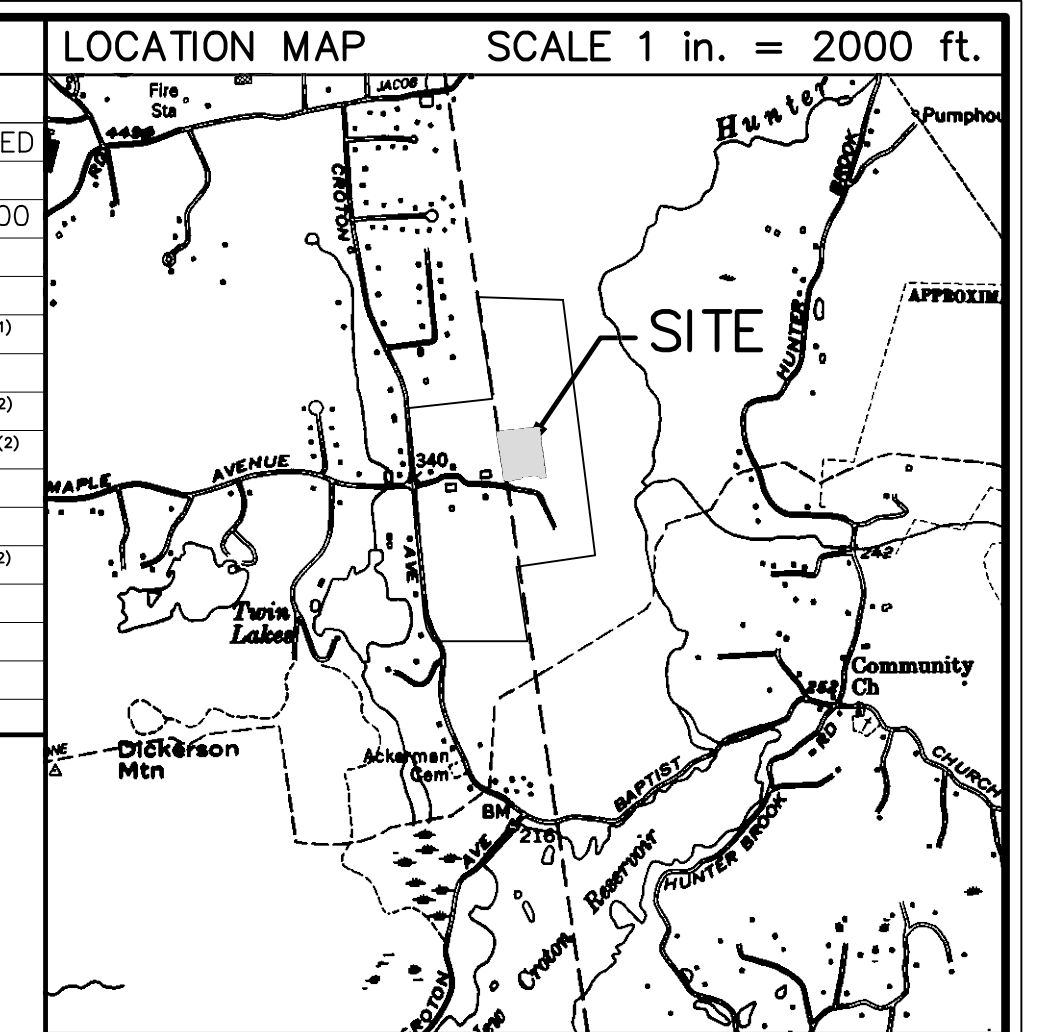 LOCATION MAP SCALE 1 in. = 2000 ft.
ED
00
1)
2)
(2)
2)
Fire
Sta
JACOB
RD
CROTON
Hunter
BROOK
Pumphou
HUNTER
APPROXIM
SITE
MAPLE
AVENUE
340
AVE
242
Twin
Lakes
Community
Ch
252
RD
Dickerson
Mtn
Ackerman
Cem
BM
216
BAPTIST
CHURCH
AVE
HUNTER BROOK
Reservoir
Croton
CROTON
New